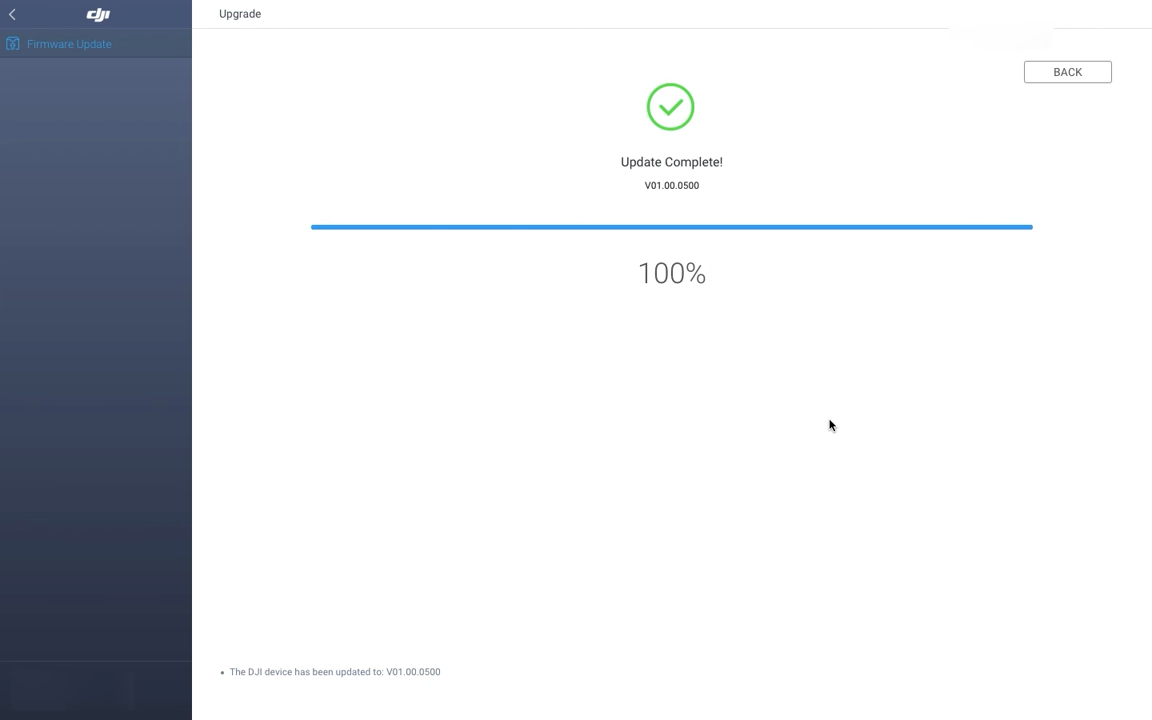 dji
Upgrade
Firmware Update
BACK
Update Complete!
V01.00.0500
100%
• The DJI device has been updated to: V01.00.0500